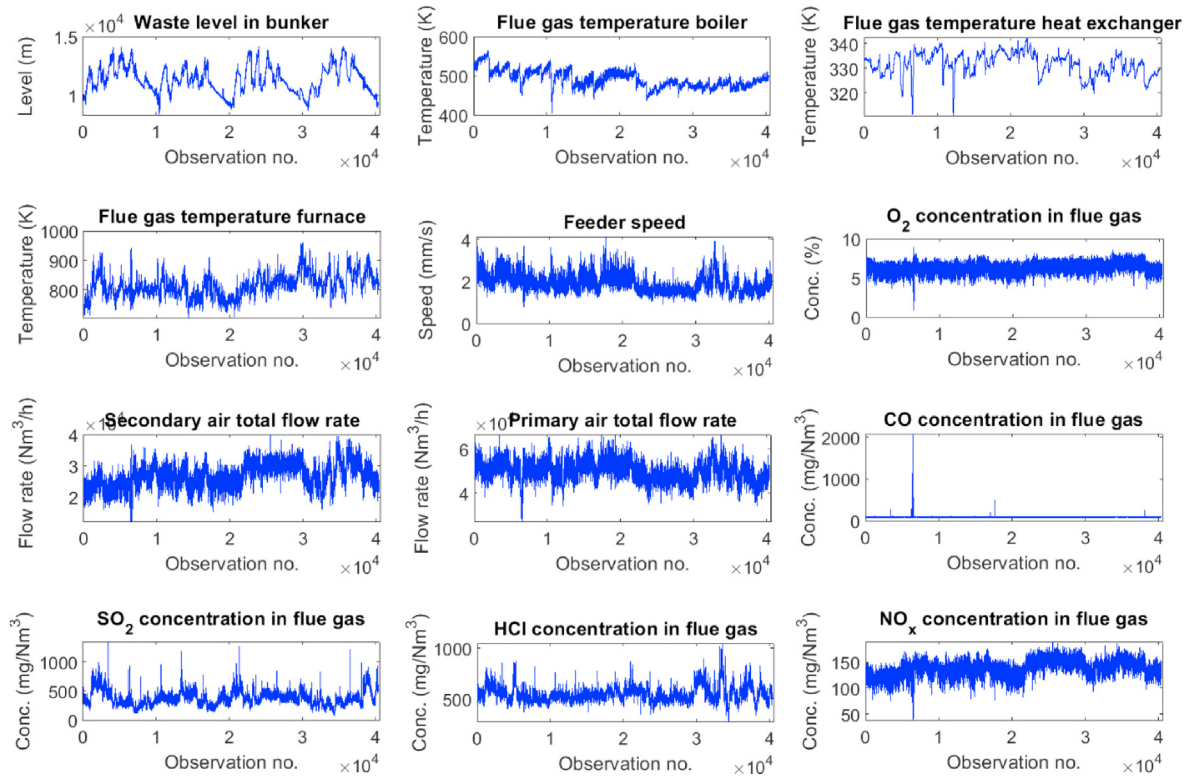 Waste level in bunker
1.5 ×10⁴
1
Level (m)
0 1 2 3 4
Observation no. ×10⁴
Flue gas temperature boiler
600
500
400
Temperature (K)
0 1 2 3 4
Observation no. ×10⁴
Flue gas temperature heat exchanger
340
330
320
Temperature (K)
0 1 2 3 4
Observation no. ×10⁴
Flue gas temperature furnace
1000
900
800
Temperature (K)
0 1 2 3 4
Observation no. ×10⁴
Feeder speed
4
2
0
Speed (mm/s)
0 1 2 3 4
Observation no. ×10⁴
O₂ concentration in flue gas
10
5
0
Conc. (%)
0 1 2 3 4
Observation no. ×10⁴
Secondary air total flow rate
4
3
2
Flow rate (Nm³/h)
0 1 2 3 4
Observation no. ×10⁴
Primary air total flow rate
6
4
Flow rate (Nm³/h)
0 1 2 3 4
Observation no. ×10⁴
CO concentration in flue gas
2000
1000
0
Conc. (mg/Nm³)
0 1 2 3 4
Observation no. ×10⁴
SO₂ concentration in flue gas
1000
500
0
Conc. (mg/Nm³)
0 1 2 3 4
Observation no. ×10⁴
HCl concentration in flue gas
1000
500
Conc. (mg/Nm³)
0 1 2 3 4
Observation no. ×10⁴
NOₓ concentration in flue gas
150
100
50
Conc. (mg/Nm³)
0 1 2 3 4
Observation no. ×10⁴